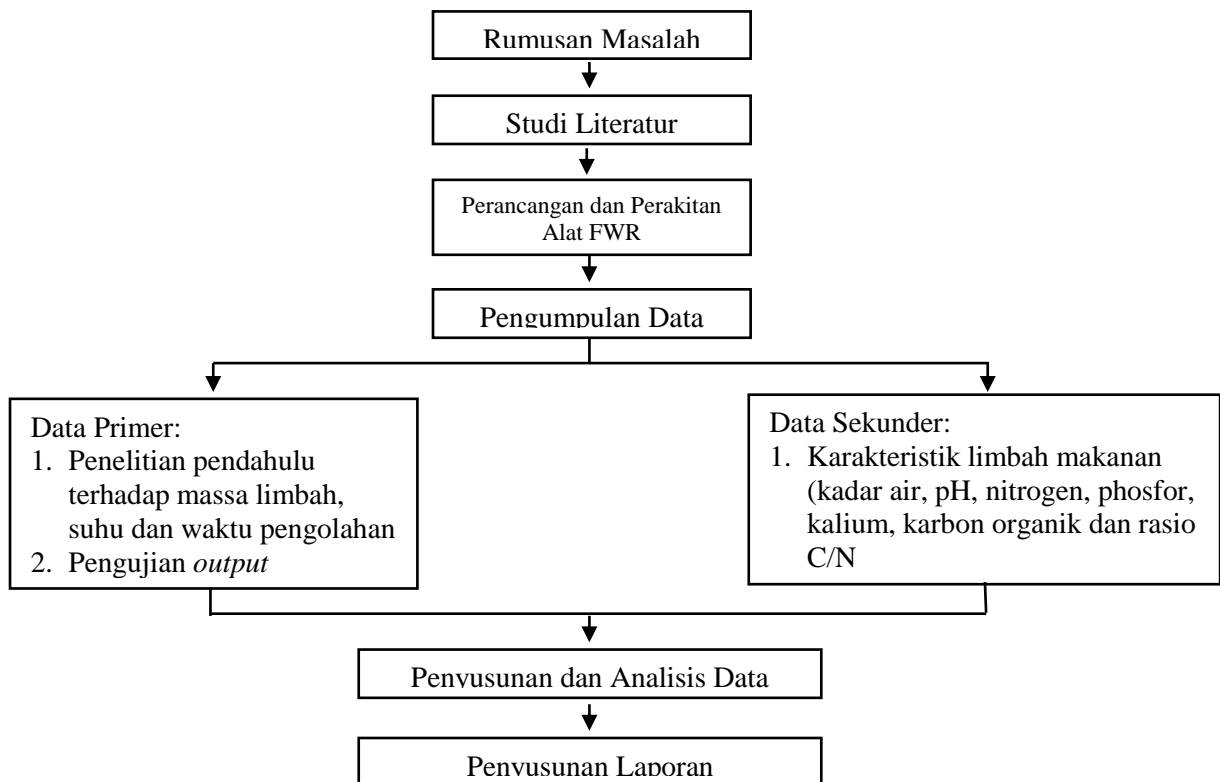 Rumusan Masalah
Studi Literatur
Perancangan dan Perakitan
Alat FWR
Pengumpulan Data
Data Primer:
1. Penelitian pendahulu
terhadap massa limbah,
suhu dan waktu pengolahan
2. Pengujian output
Data Sekunder:
1. Karakteristik limbah makanan
(kadar air, pH, nitrogen, phosfor,
kalium, karbon organik dan rasio
C/N
Penyusunan dan Analisis Data
Penyusunan Laporan